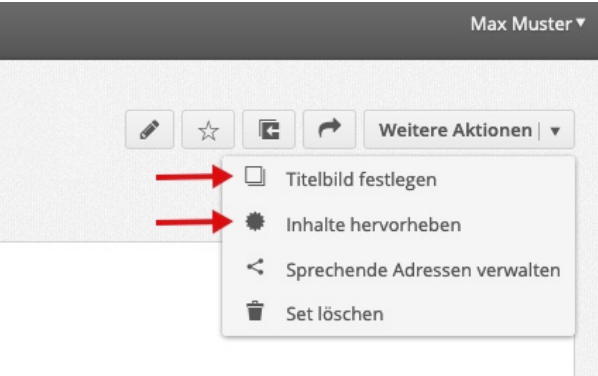 Max Muster
Weitere Aktionen
Titelbild festlegen
Inhalte hervorheben
Sprechende Adressen verwalten
Set löschen